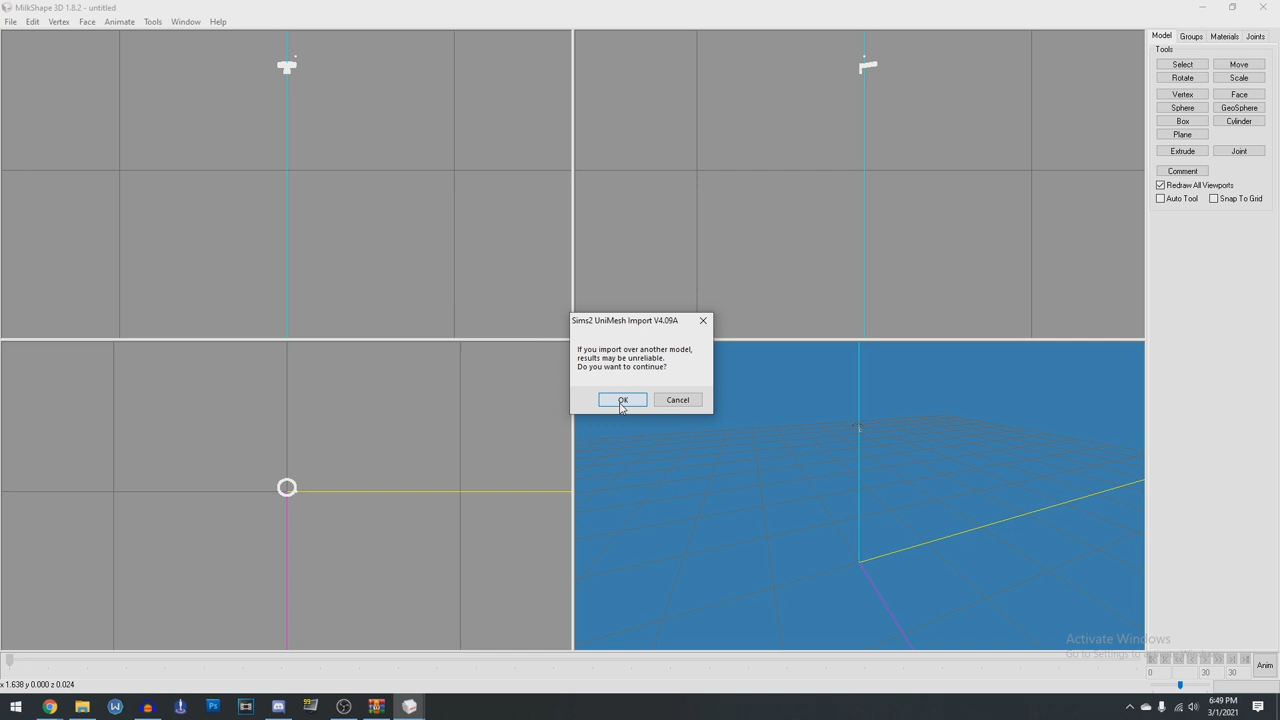 MilkShape 3D 1.8.2 - untitled
File Edit Vertex Face Animate Tools Window Help
Model Groups Materials Joints
Tools
Select Move
Rotate Scale
Vertex Face
Sphere GeoSphere
Box Cylinder
Plane
Extrude Joint
Comment
Redraw All Viewports
Auto Tool Snap To Grid
Sims2 UniMesh Import V4.09A
If you import over another model,
results may be unreliable.
Do you want to continue?
OK Cancel
Activate Windows
Go to Settings to
Anim
0 30 30
x 1.638 y 0.000 z 0.024
6:49 PM
3/1/2021